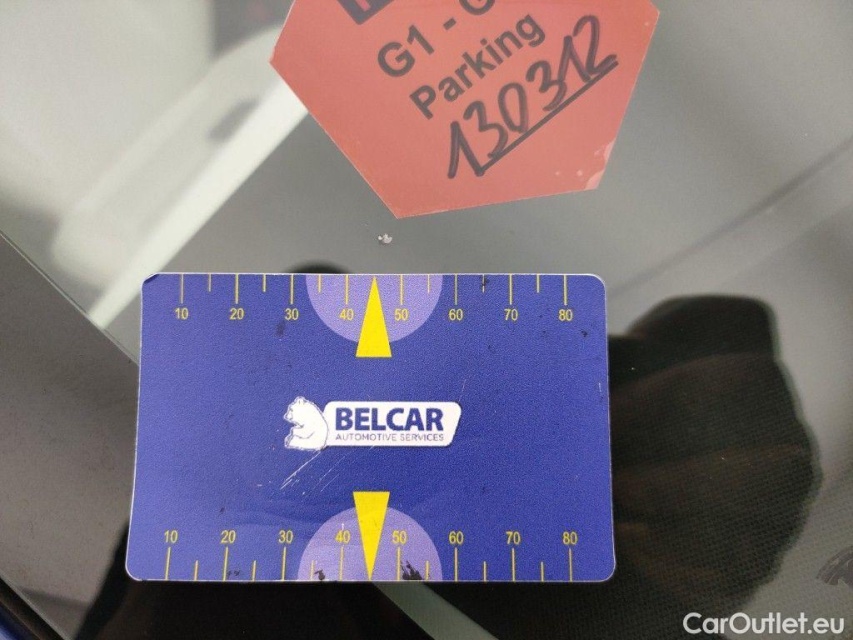 G1 - G
Parking
130312
10 20 30 40 50 60 70 80
BELCAR
AUTOMOTIVE SERVICES
10 20 30 40 50 60 70 80
CarOutlet.eu